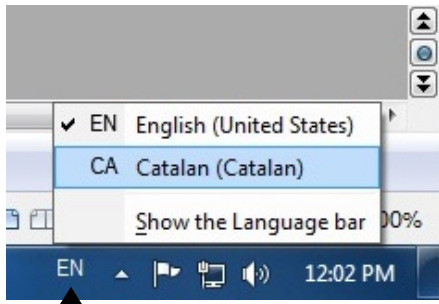 EN English (United States)
CA Catalan (Catalan)
Show the Language bar
00%
EN 12:02 PM